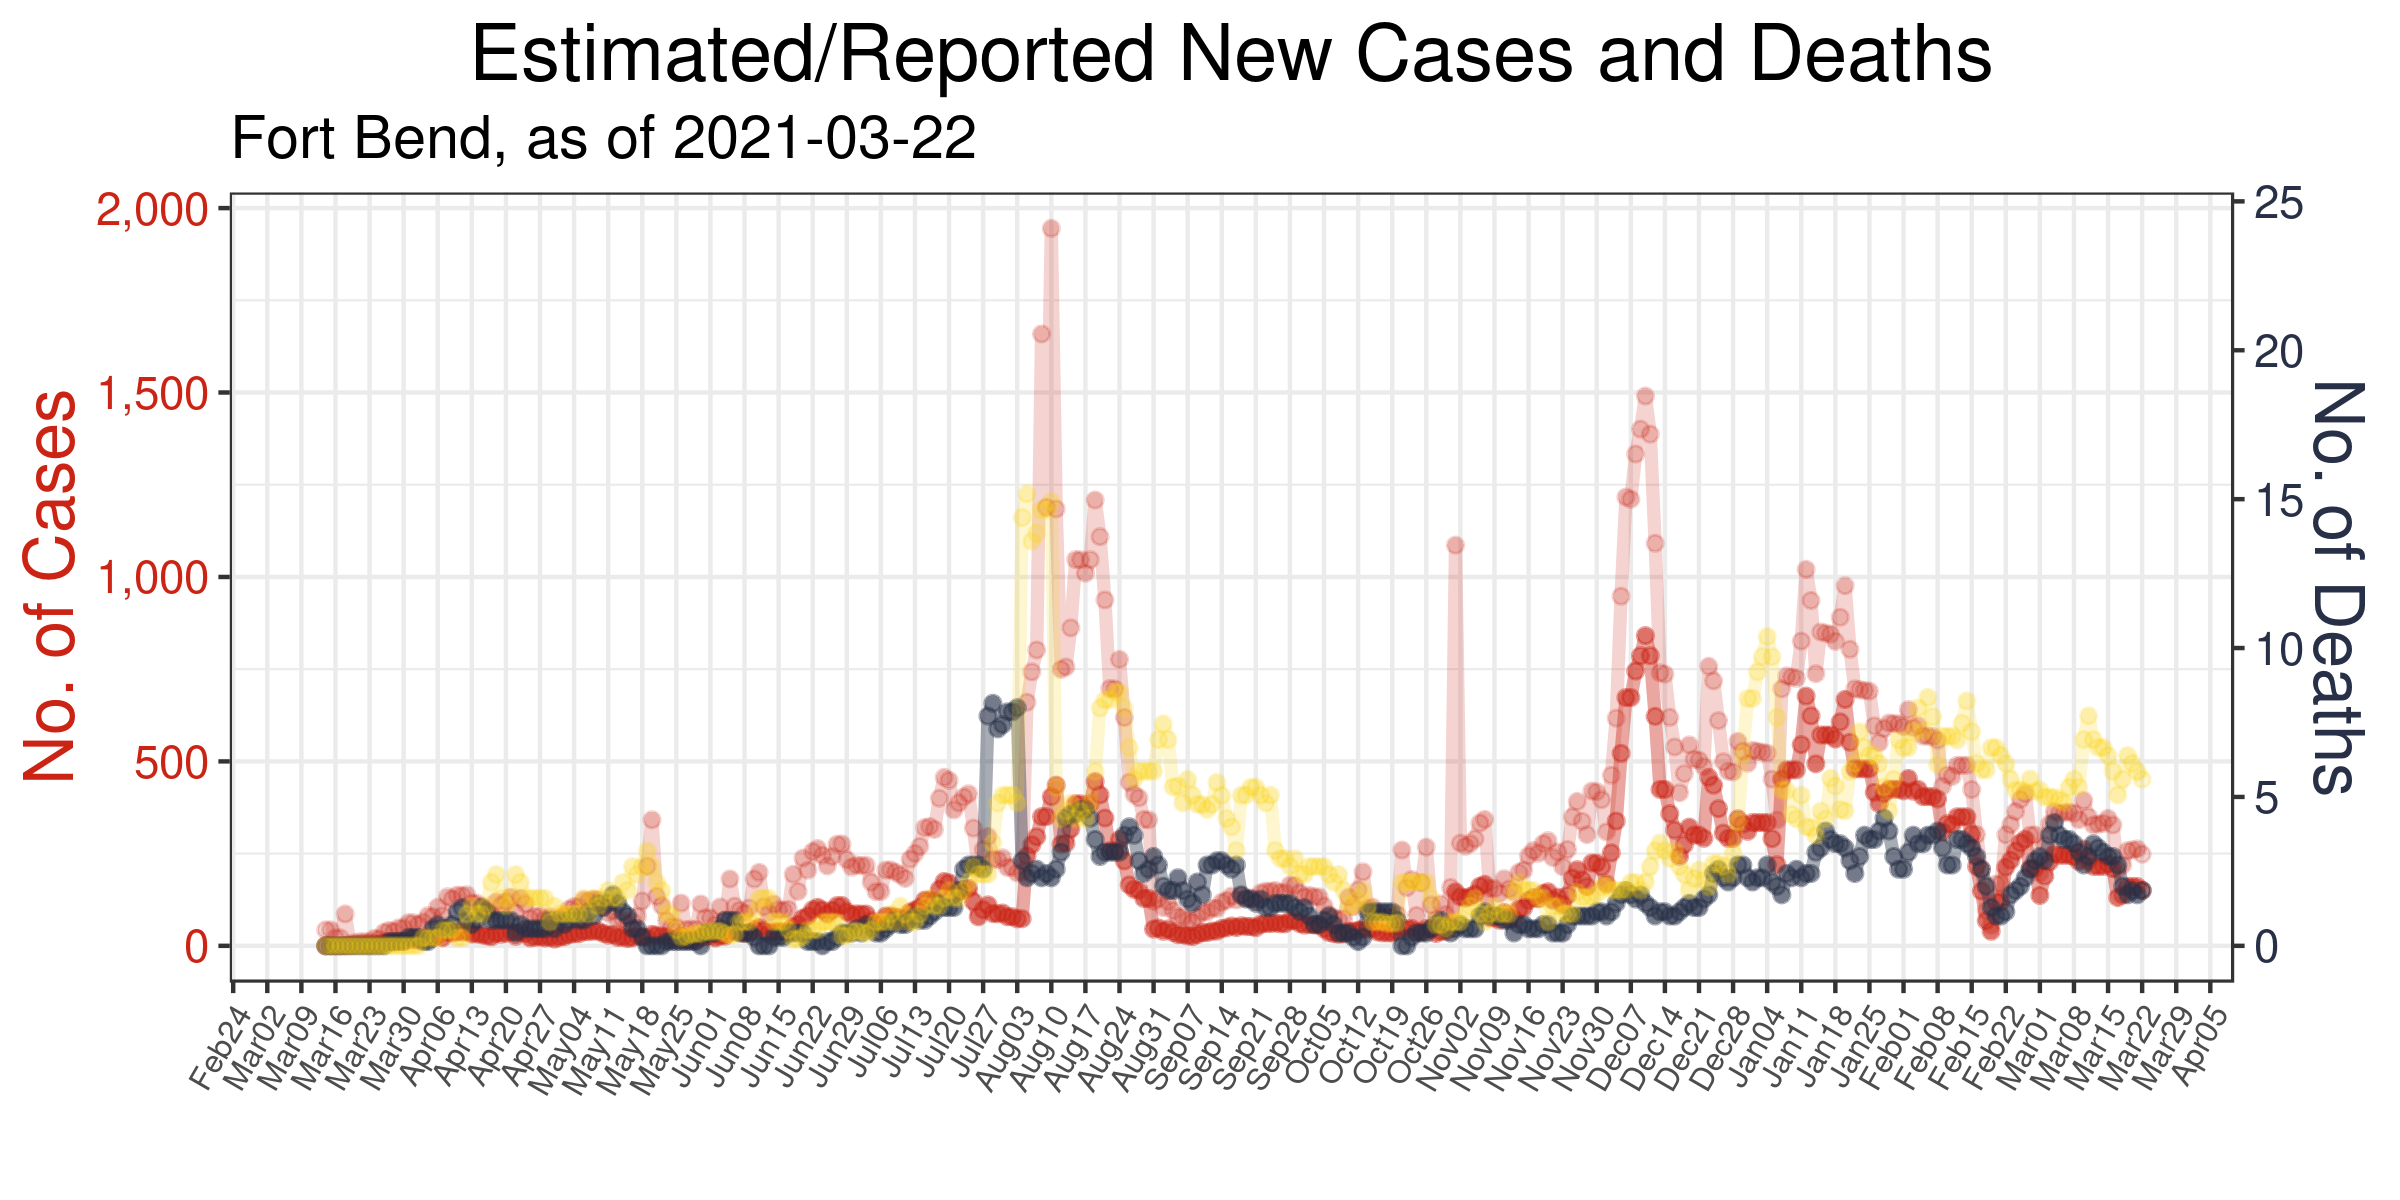 Estimated/Reported New Cases and Deaths
Fort Bend, as of 2021-03-22
No. of Cases
2,000
1,500
1,000
500
0
25
20
15
10
5
0
No. of Deaths
Feb24
Mar02
Mar09
Mar16
Mar23
Mar30
Apr06
Apr13
Apr20
Apr27
May04
May11
May18
May25
Jun01
Jun08
Jun15
Jun22
Jun29
Jul06
Jul13
Jul20
Jul27
Aug03
Aug10
Aug17
Aug24
Aug31
Sep07
Sep14
Sep21
Sep28
Oct05
Oct12
Oct19
Oct26
Nov02
Nov09
Nov16
Nov23
Nov30
Dec07
Dec14
Dec21
Dec28
Jan04
Jan11
Jan18
Jan25
Feb01
Feb08
Feb15
Feb22
Mar01
Mar08
Mar15
Mar22
Mar29
Apr05